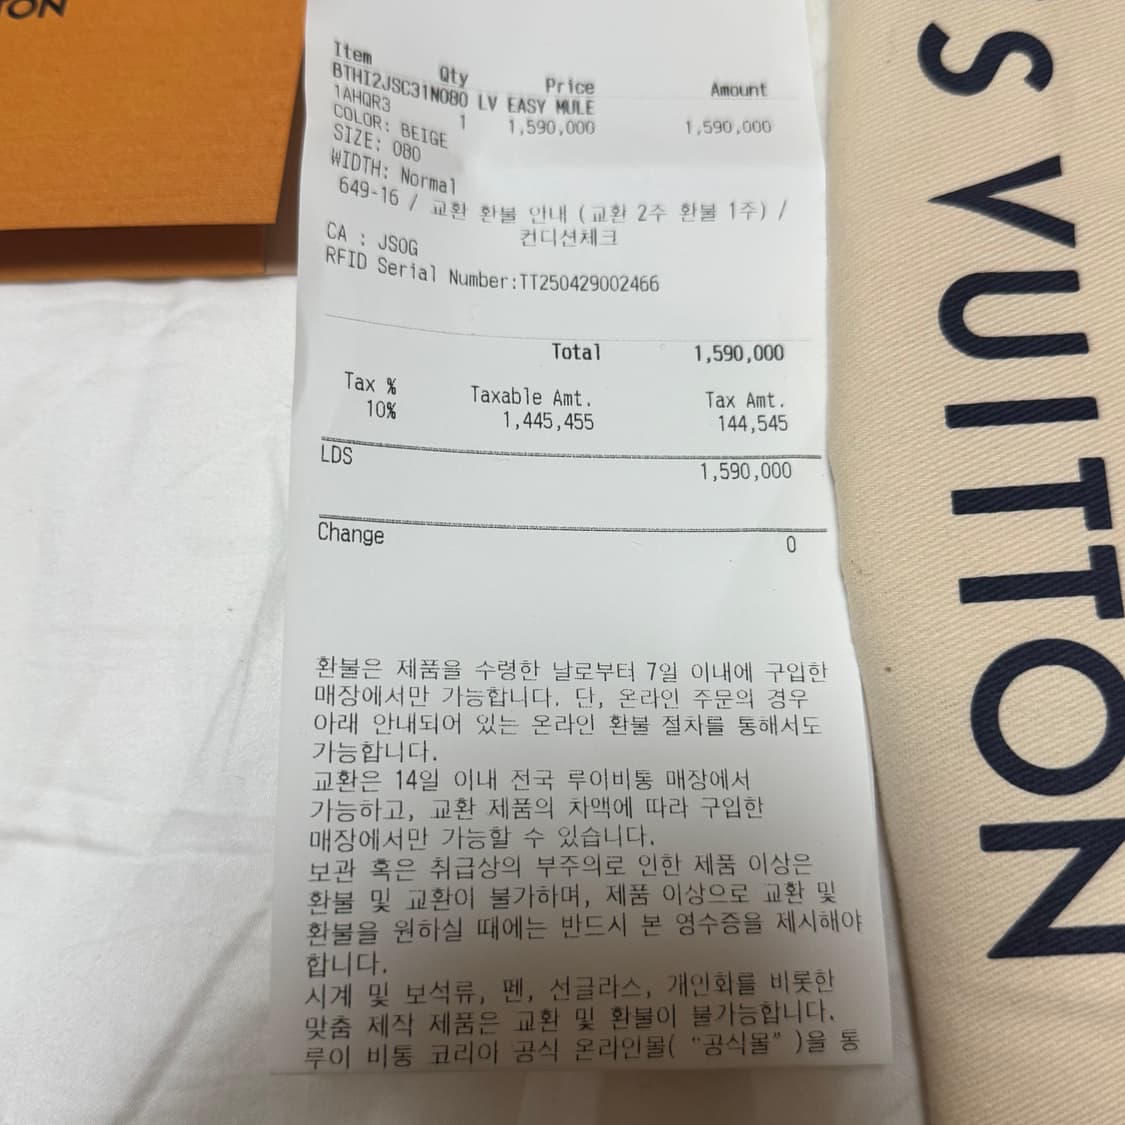 TON
Item Qty Price Amount
BTHI2JSC31N080 LV EASY MULE
1AHQR3 1 1,590,000 1,590,000
COLOR: BEIGE
SIZE: 080
WIDTH: Normal
649-16 / 교환 환불 안내 (교환 2주 환불 1주) /
컨디션체크
CA : JSOG
RFID Serial Number:TT250429002466
Total 1,590,000
Tax % Taxable Amt. Tax Amt.
10% 1,445,455 144,545
LDS 1,590,000
Change 0
환불은 제품을 수령한 날로부터 7일 이내에 구입한
매장에서만 가능합니다. 단, 온라인 주문의 경우
아래 안내되어 있는 온라인 환불 절차를 통해서도
가능합니다.
교환은 14일 이내 전국 루이비통 매장에서
가능하고, 교환 제품의 차액에 따라 구입한
매장에서만 가능할 수 있습니다.
보관 혹은 취급상의 부주의로 인한 제품 이상은
환불 및 교환이 불가하며, 제품 이상으로 교환 및
환불을 원하실 때에는 반드시 본 영수증을 제시해야
합니다.
시계 및 보석류, 펜, 선글라스, 개인화를 비롯한
맞춤 제작 제품은 교환 및 환불이 불가능합니다.
루이 비통 코리아 공식 온라인몰( "공식몰" )을 통
S VUITTON